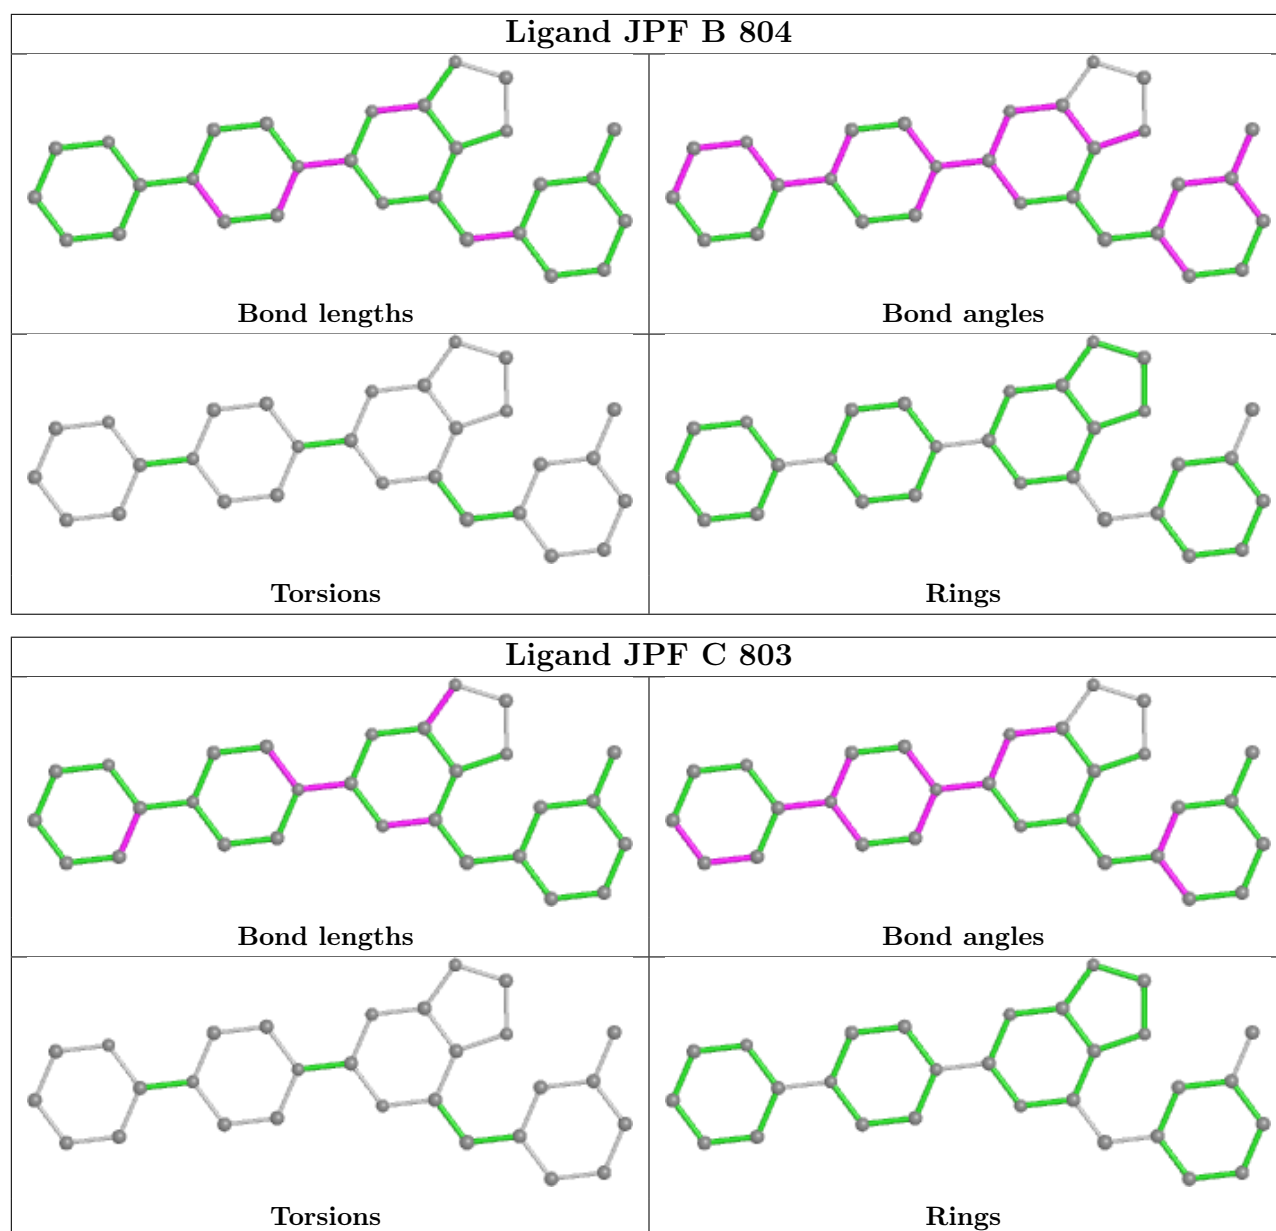 Ligand JPF B 804
Bond lengths
Bond angles
Torsions
Rings
Ligand JPF C 803
Bond lengths
Bond angles
Torsions
Rings